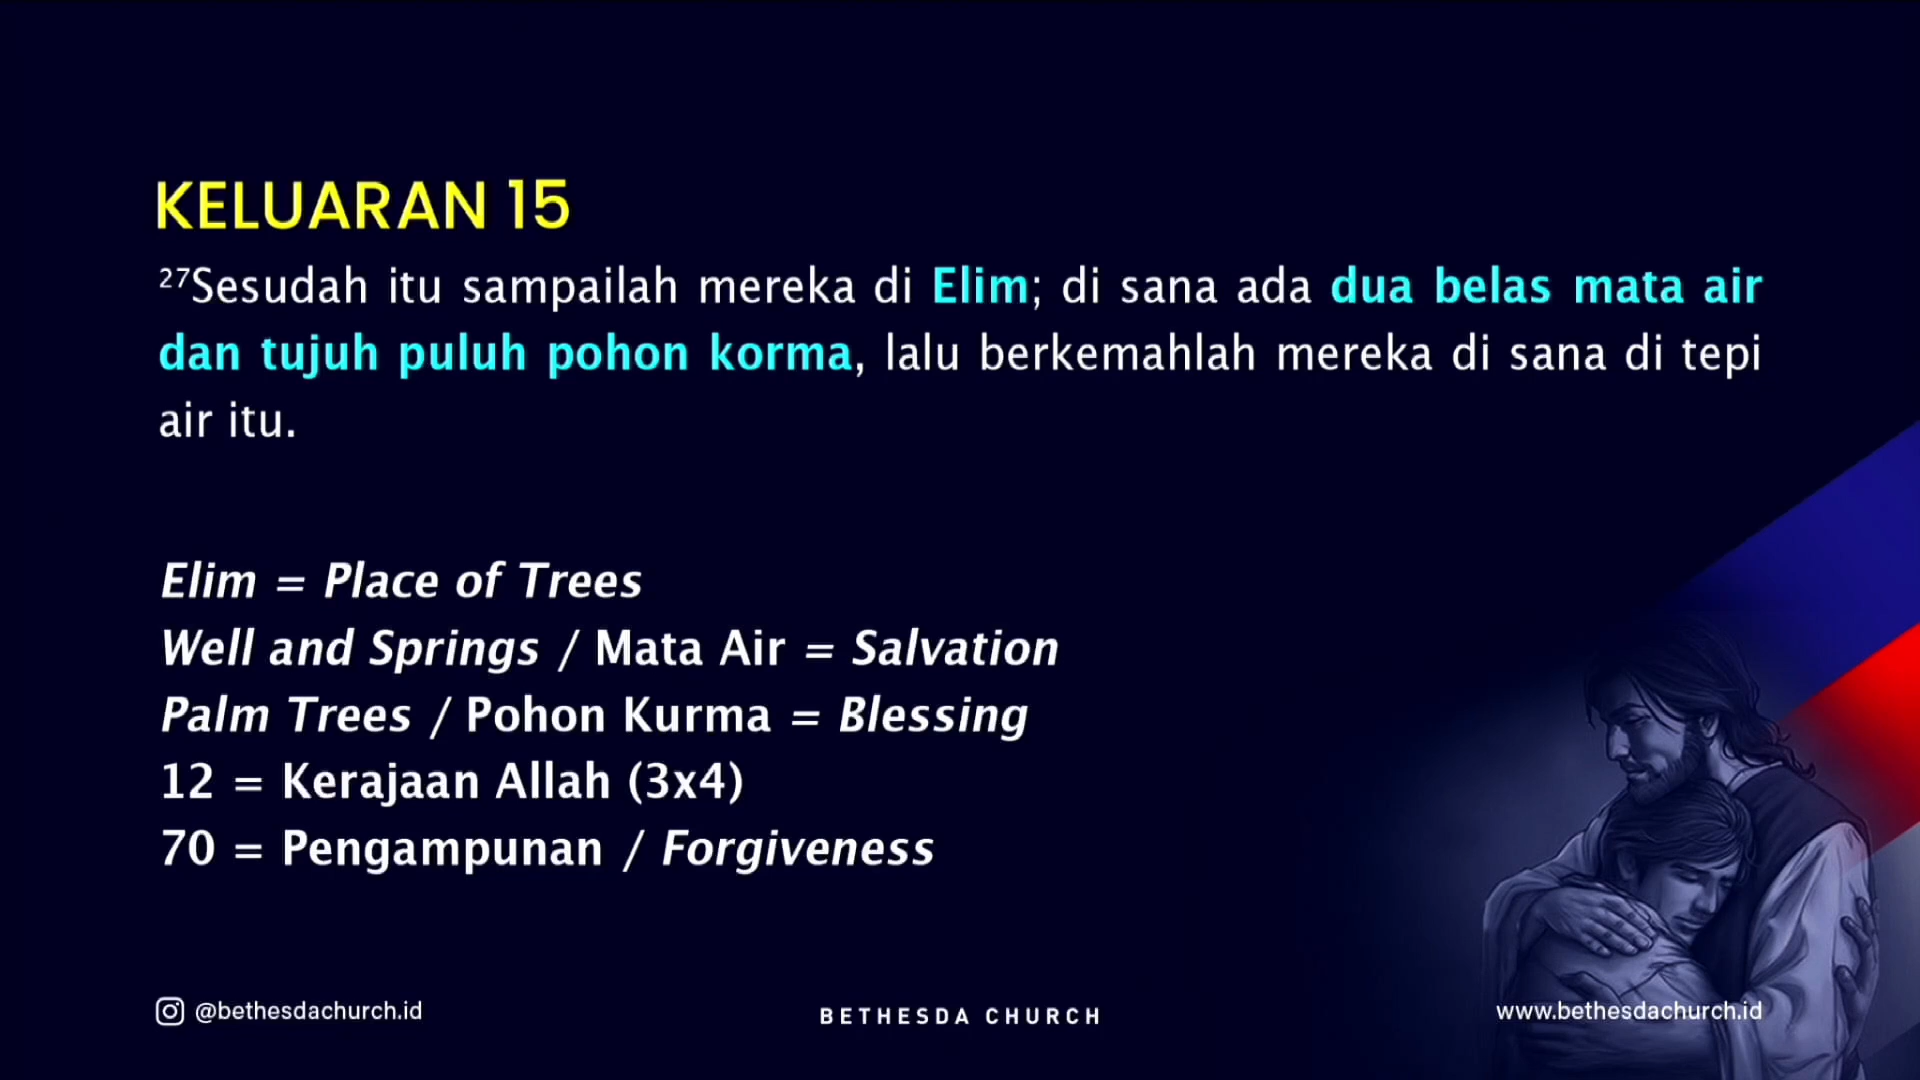 KELUARAN 15
27Sesudah itu sampailah mereka di Elim; di sana ada dua belas mata air
dan tujuh puluh pohon korma, lalu berkemahlah mereka di sana di tepi
air itu.
Elim = Place of Trees
Well and Springs / Mata Air = Salvation
Palm Trees / Pohon Kurma = Blessing
12 = Kerajaan Allah (3x4)
70 = Pengampunan / Forgiveness
@bethesdachurch.id
BETHESDA CHURCH
www.bethesdachurch.id